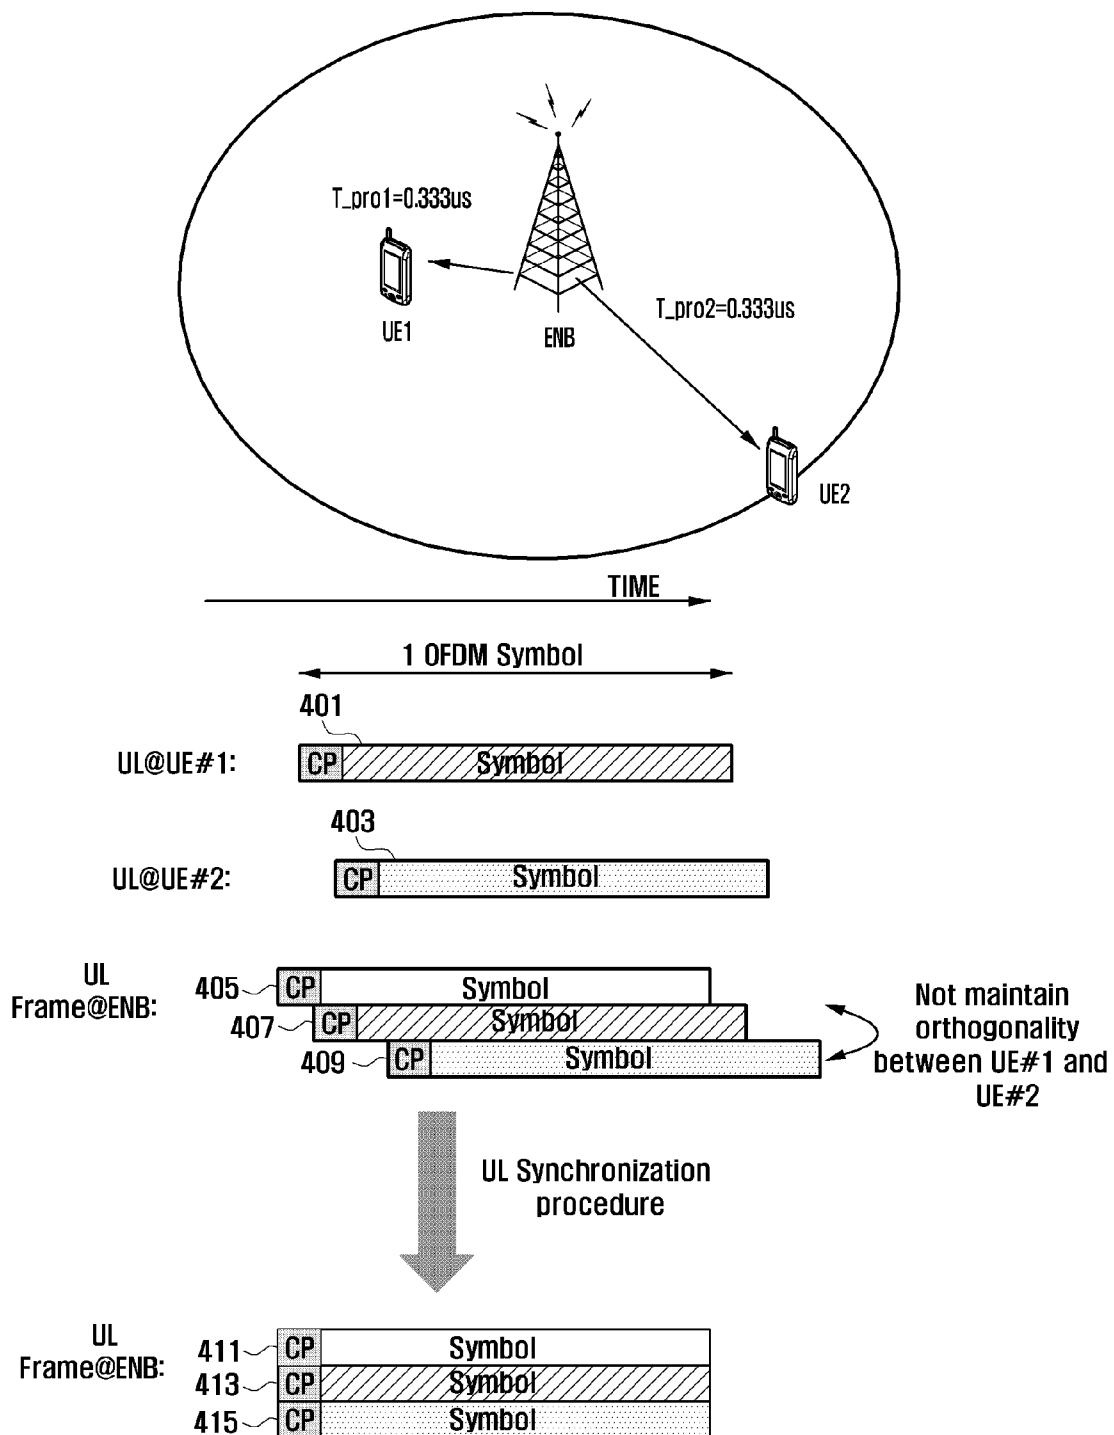 T_pro1=0.333us
UE1
ENB
T_pro2=0.333us
UE2
TIME
1 OFDM Symbol
401
UL@UE#1:
CP
Symbol
403
UL@UE#2:
CP
Symbol
UL
Frame@ENB:
405
CP
Symbol
407
CP
Symbol
409
CP
Symbol
Not maintain
orthogonality
between UE#1 and
UE#2
UL Synchronization
procedure
UL
Frame@ENB:
411
CP
Symbol
413
CP
Symbol
415
CP
Symbol